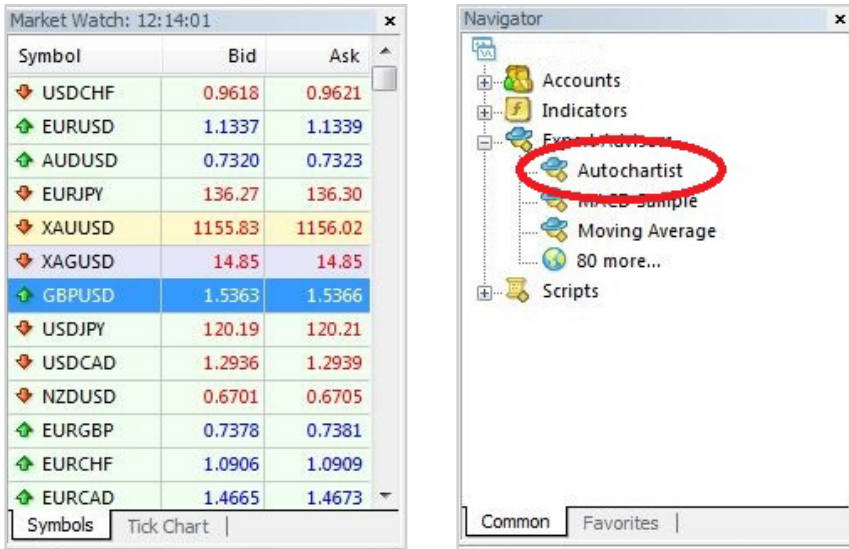 Market Watch: 12:14:01
Symbol Bid Ask
USDCHF 0.9618 0.9621
EURUSD 1.1337 1.1339
AUDUSD 0.7320 0.7323
EURJPY 136.27 136.30
XAUUSD 1155.83 1156.02
XAGUSD 14.85 14.85
GBPUSD 1.5363 1.5366
USDJPY 120.19 120.21
USDCAD 1.2936 1.2939
NZDUSD 0.6701 0.6705
EURGBP 0.7378 0.7381
EURCHF 1.0906 1.0909
EURCAD 1.4665 1.4673
Symbols Tick Chart
Navigator
Accounts
Indicators
Expert Advisors
Autochartist
MACD Sample
Moving Average
80 more...
Scripts
Common Favorites